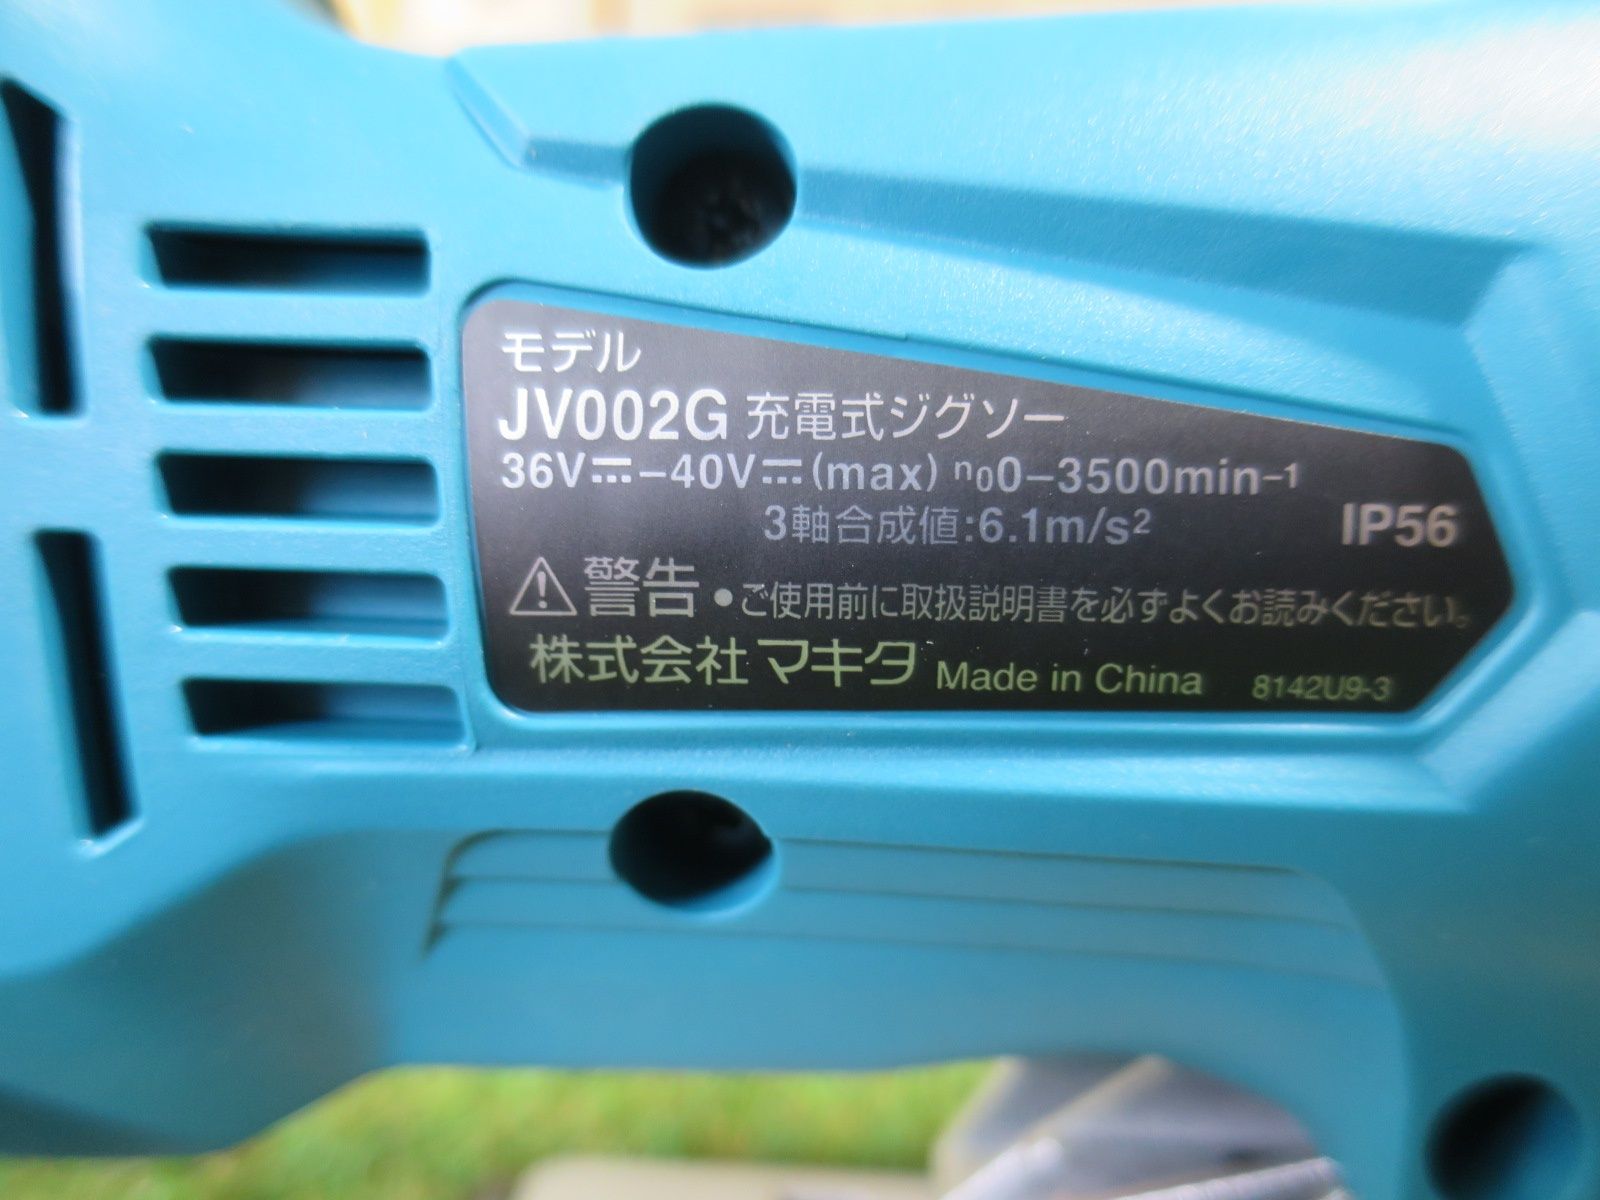 モデル
JV002G 充電式ジグソー
36V⎓–40V⎓(max) n₀0–3500min⁻¹
3軸合成値:6.1m/s² IP56
⚠警告 •ご使用前に取扱説明書を必ずよくお読みください。
株式会社マキタ Made in China 8142U9-3